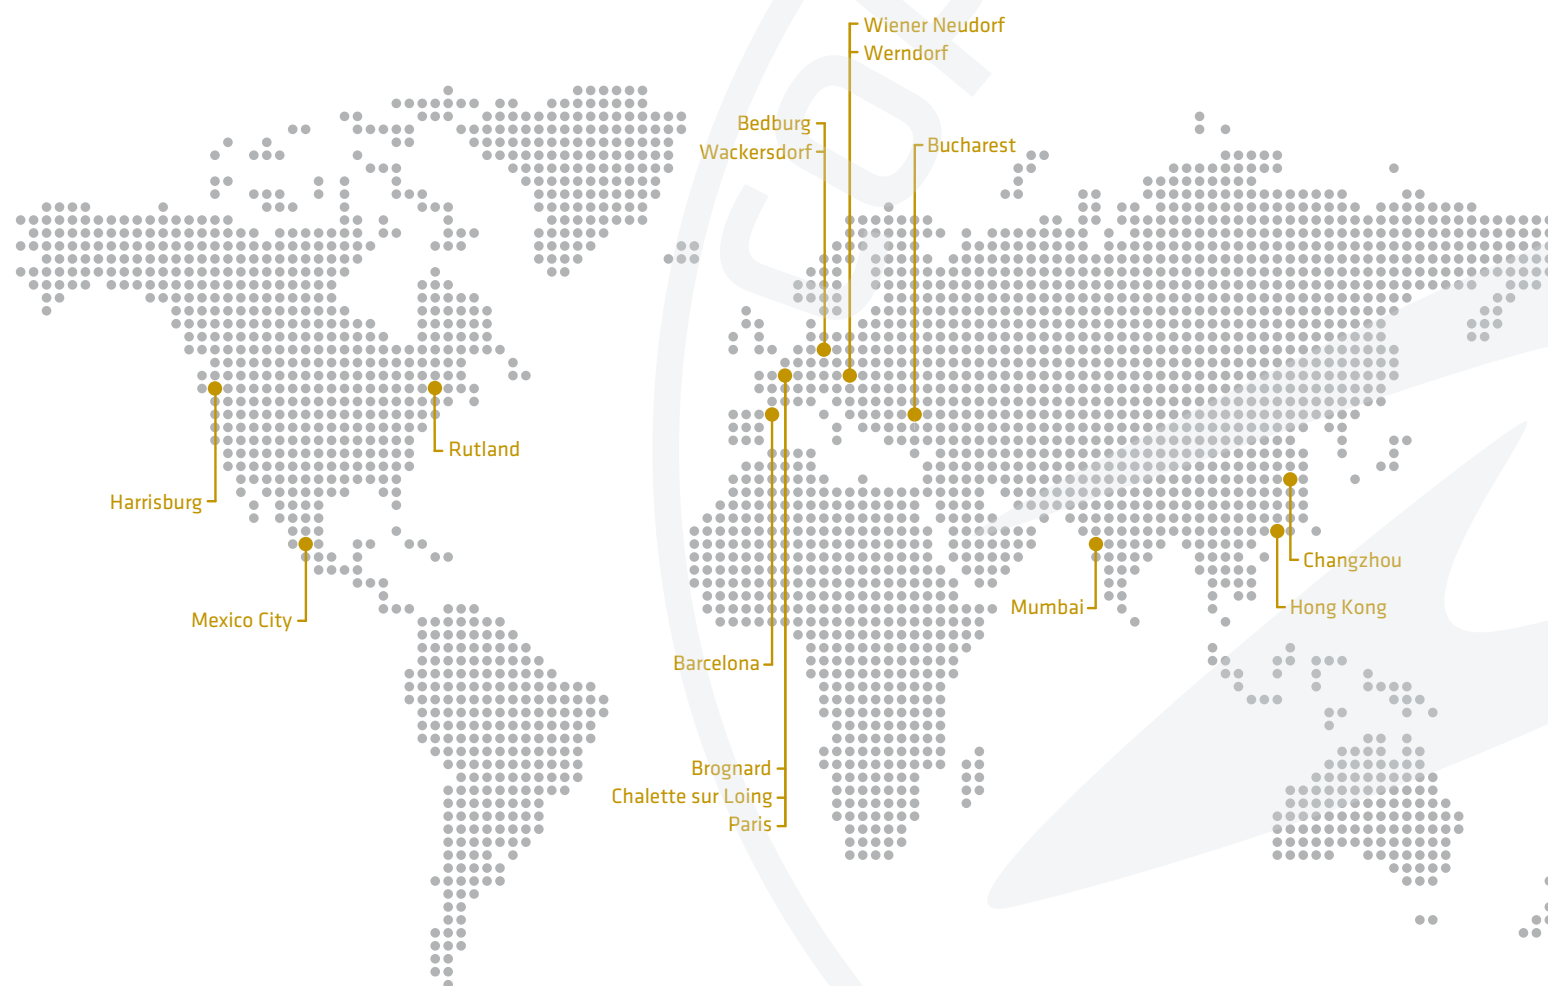 Wiener Neudorf
Werndorf
Bedburg
Wackersdorf
Bucharest
Rutland
Harrisburg
Changzhou
Mumbai
Hong Kong
Mexico City
Barcelona
Brognard
Chalette sur Loing
Paris